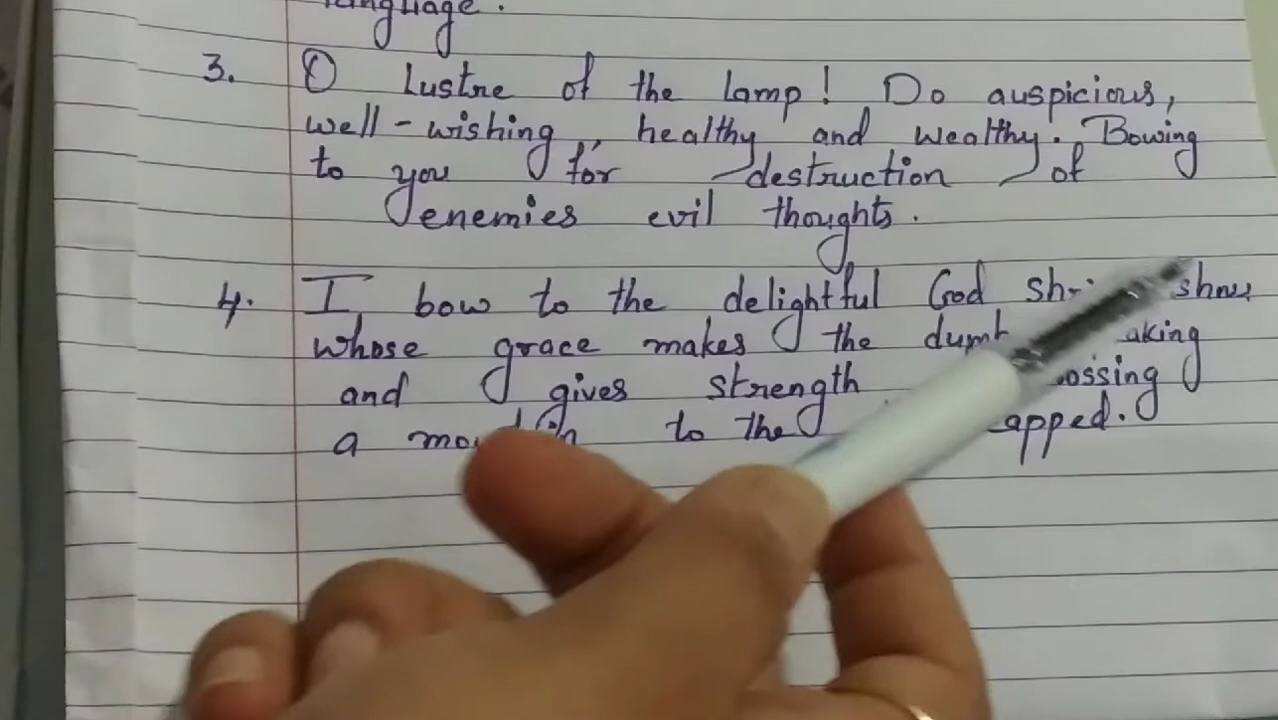 language.
3. O Lustre of the lamp! Do auspicious,
well-wishing, healthy and wealthy. Bowing
to you for destruction of
enemies evil thoughts.
4. I bow to the delightful God
whose grace makes the
and gives strength
a to the